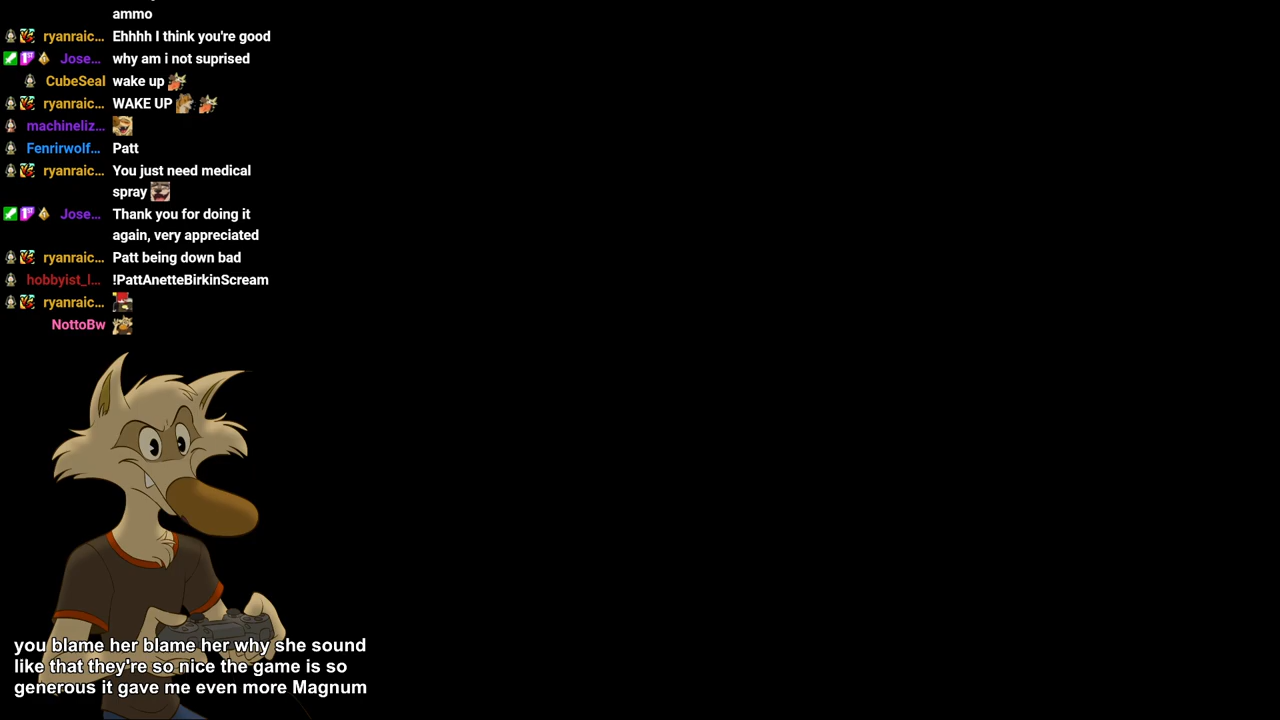 ammo
ryanraic... Ehhhh I think you're good
Jose... why am i not suprised
CubeSeal wake up
ryanraic... WAKE UP
machineliz...
Fenrirwolf... Patt
ryanraic... You just need medical
spray
Jose... Thank you for doing it
again, very appreciated
ryanraic... Patt being down bad
hobbyist_l... !PattAnetteBirkinScream
ryanraic...
NottoBw
you blame her blame her why she sound
like that they're so nice the game is so
generous it gave me even more Magnum